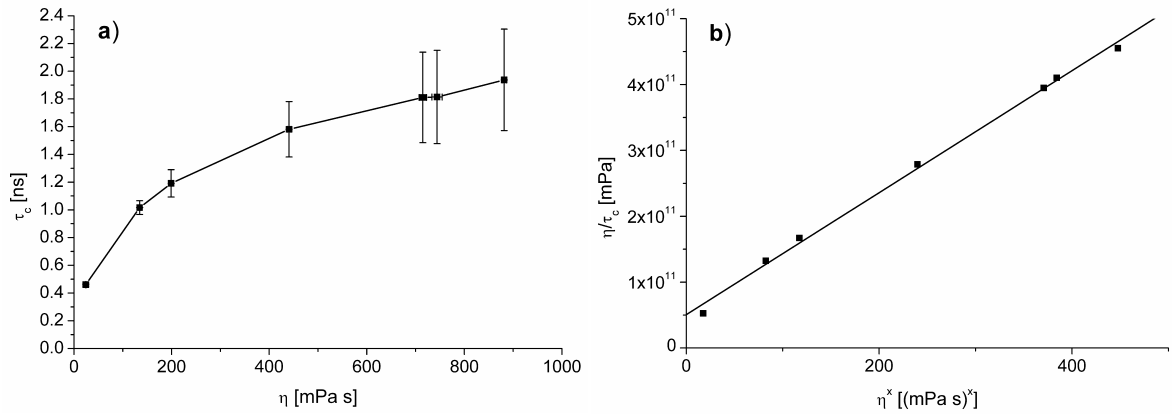 a)
2.4
2.2
2.0
1.8
1.6
1.4
1.2
1.0
0.8
0.6
0.4
0.2
0.0
τc [ns]
0 200 400 600 800 1000
η [mPa s]
b)
5x10¹¹
4x10¹¹
3x10¹¹
2x10¹¹
1x10¹¹
0
η/τc [mPa]
0 200 400
ηˣ [(mPa s)ˣ]